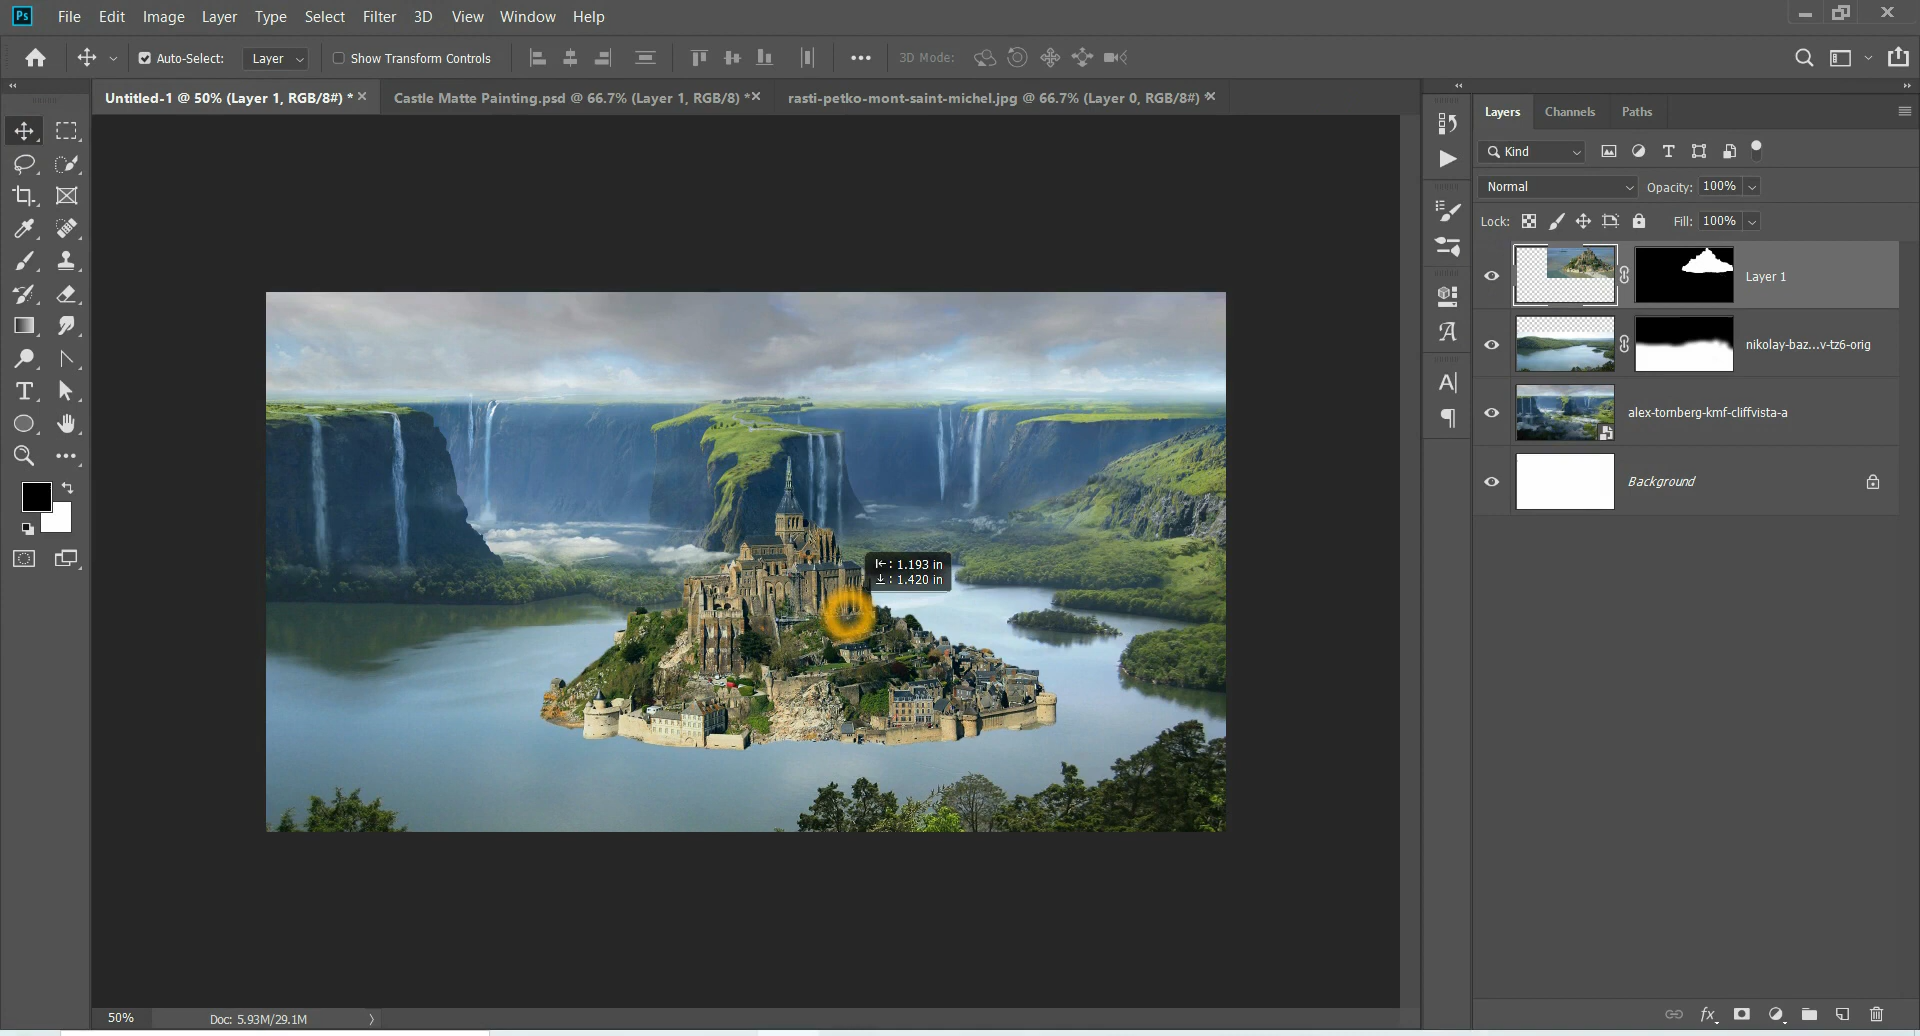 Ps File Edit Image Layer Type Select Filter 3D View Window Help
Auto-Select: Layer Show Transform Controls 3D Mode:
Untitled-1 @ 50% (Layer 1, RGB/8#) * Castle Matte Painting.psd @ 66.7% (Layer 1, RGB/8) * rasti-petko-mont-saint-michel.jpg @ 66.7% (Layer 0, RGB/8#) *
Layers Channels Paths
Kind
Normal Opacity: 100%
Lock: Fill: 100%
Layer 1
nikolay-baz...v-tz6-orig
alex-tornberg-kmf-cliffvista-a
Background
: 1.193 in
: 1.420 in
50% Doc: 5.93M/29.1M